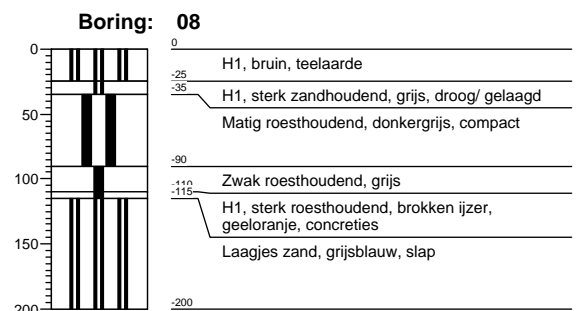 Boring: 08
0
0
H1, bruin, teelaarde
-25
-35
H1, sterk zandhoudend, grijs, droog/ gelaagd
50
Matig roesthoudend, donkergrijs, compact
-90
100
Zwak roesthoudend, grijs
-110
-115
H1, sterk roesthoudend, brokken ijzer,
geeloranje, concreties
150
Laagjes zand, grijsblauw, slap
200
-200